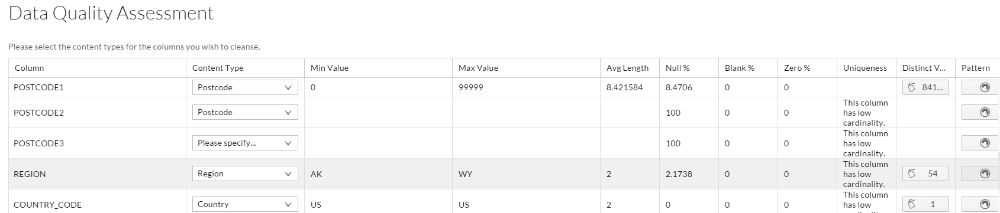 Data Quality Assessment
Please select the content types for the columns you wish to cleanse.
Column Content Type Min Value Max Value Avg Length Null % Blank % Zero % Uniqueness Distinct V... Pattern
POSTCODE1 Postcode 0 99999 8.421584 8.4706 0 0 841...
POSTCODE2 Postcode 100 0 0 This column
has low
cardinality.
POSTCODE3 Please specify... 100 0 0 This column
has low
cardinality.
REGION Region AK WY 2 2.1738 0 0 This column
has low
cardinality. 54
COUNTRY_CODE Country US US 2 0 0 0 This column
has low 1